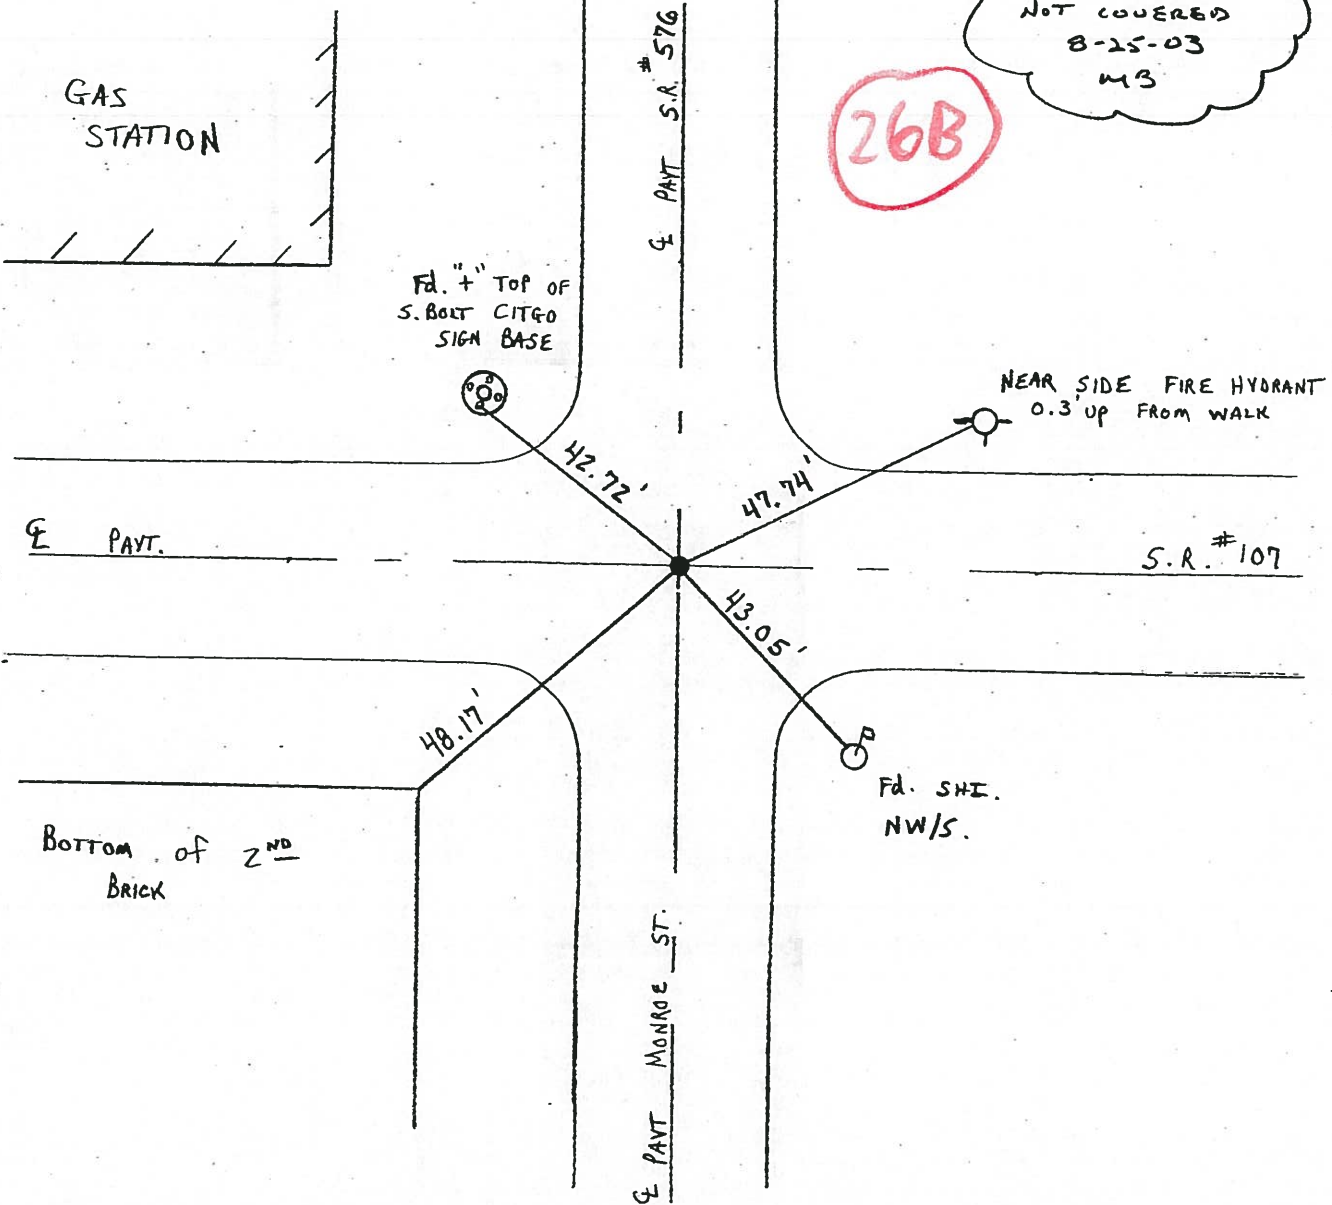 NOT COVERED
8-25-03
MB
26B
GAS
STATION
℄ PAVT S.R. #576
Fd. "+" TOP OF
S. BOLT CITGO
SIGN BASE
NEAR SIDE FIRE HYDRANT
0.3' UP FROM WALK
42.72'
47.74'
℄ PAVT.
S.R. #107
43.05'
48.17'
Fd. SHI.
NW/S.
BOTTOM of 2ND
BRICK
℄ PAVT MONROE ST.